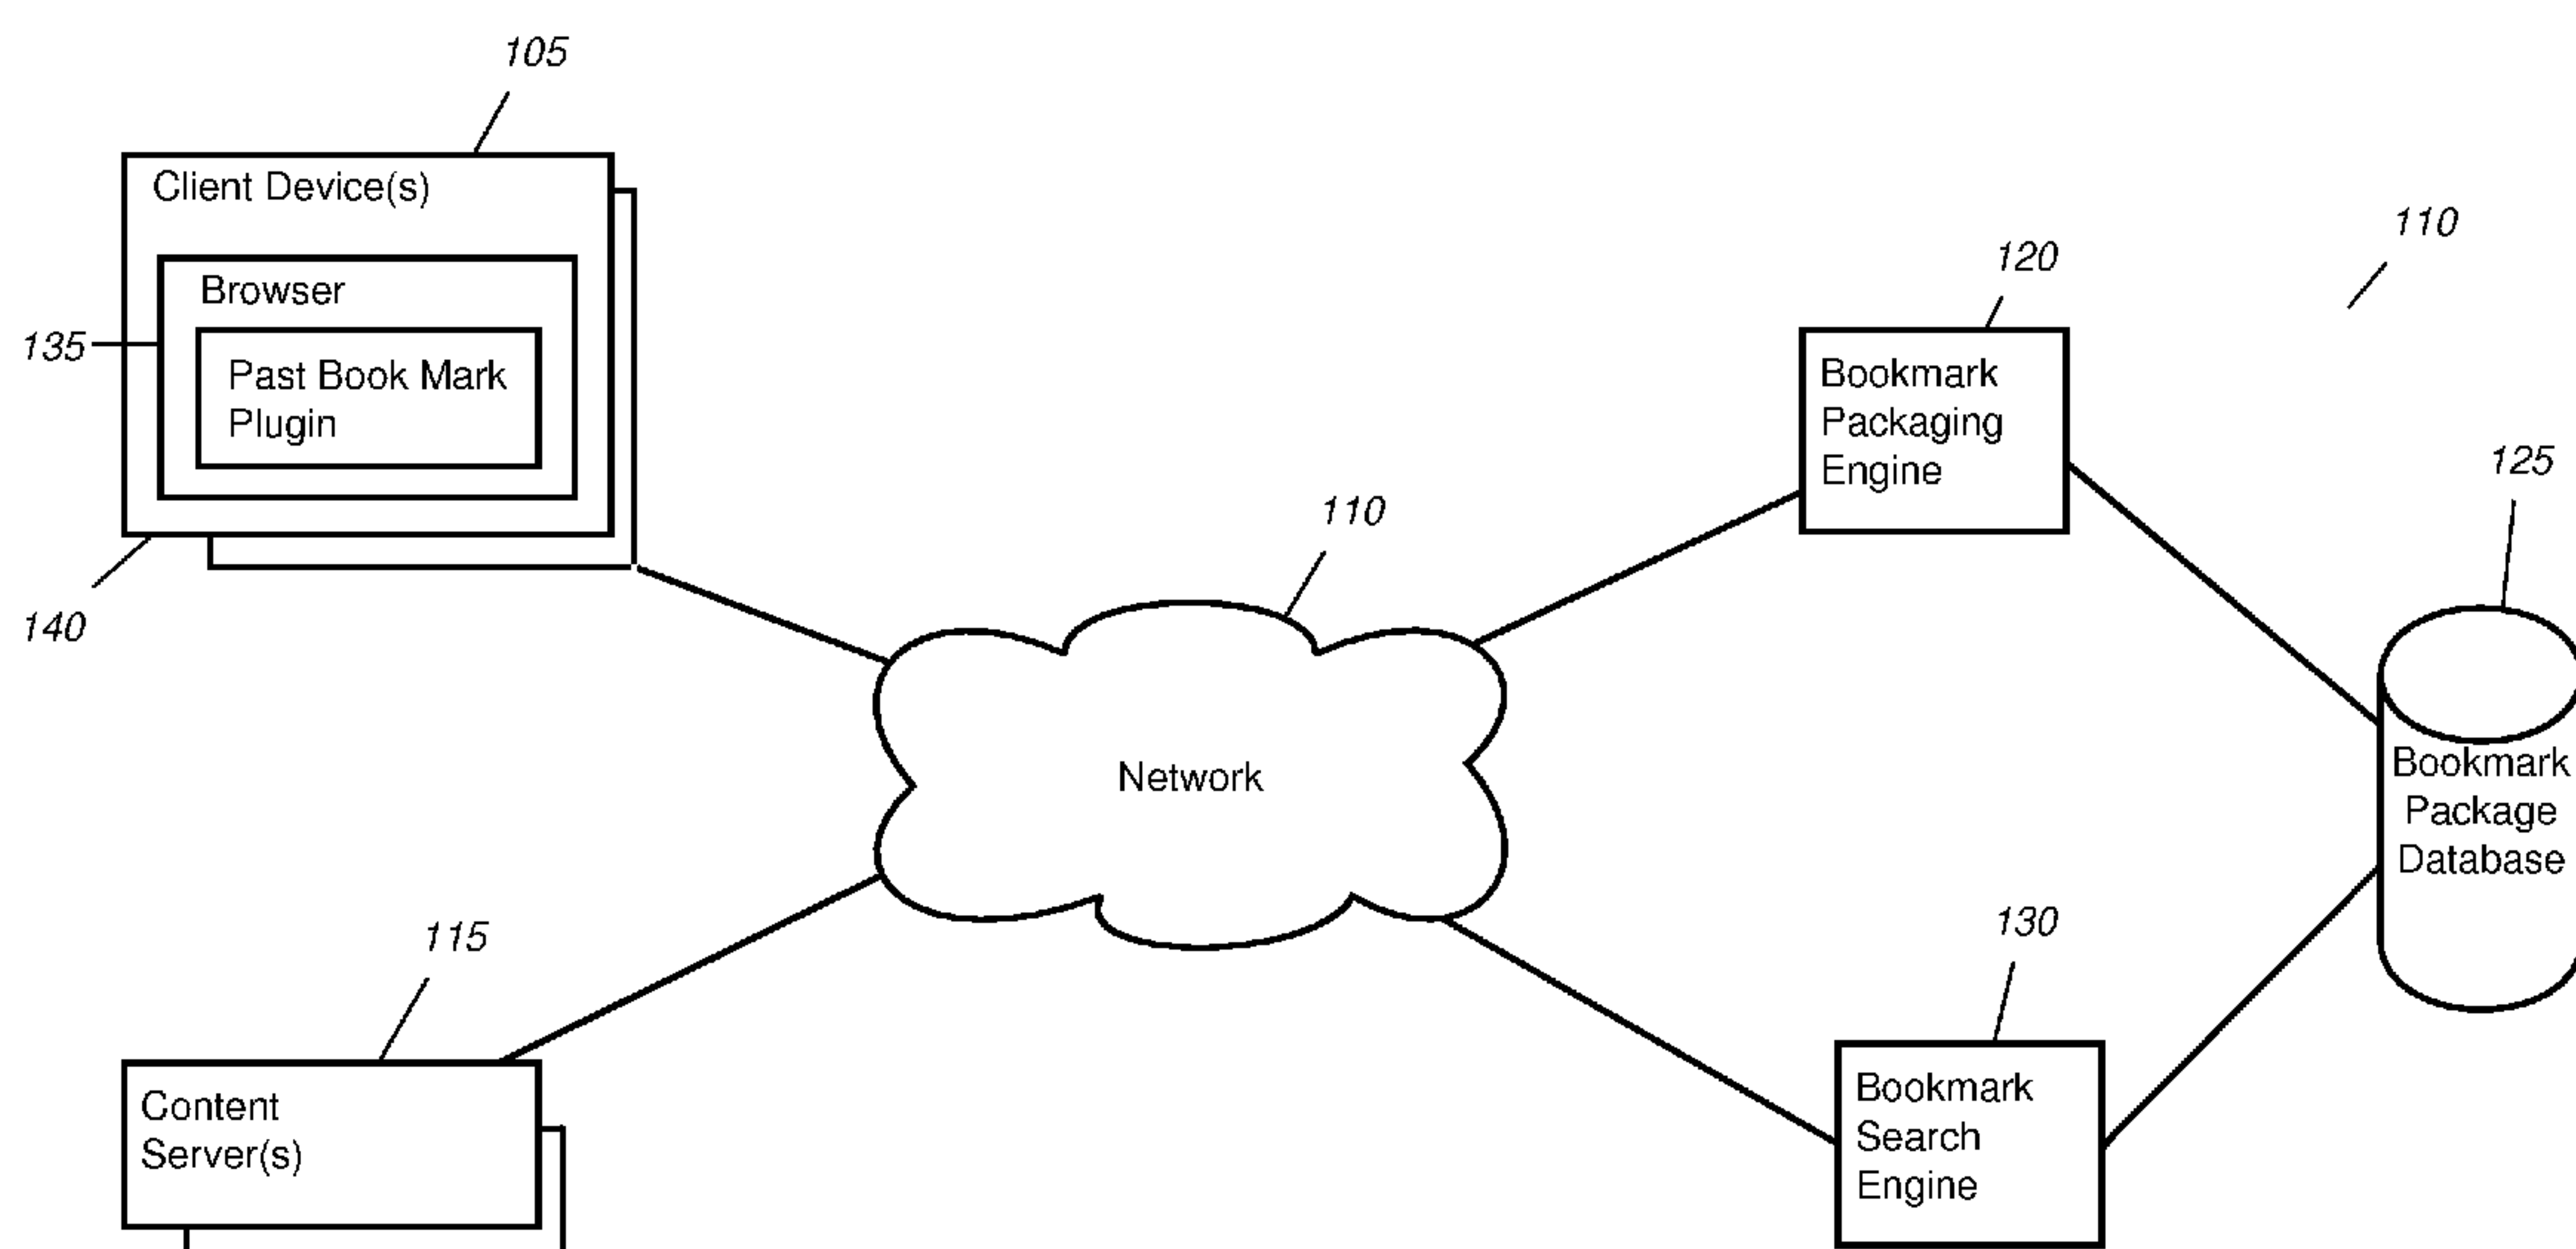 105
Client Device(s)
110
120
Browser
135
Past Book Mark
Plugin
Bookmark
Packaging
Engine
125
110
140
Network
Bookmark
Package
Database
115
130
Content
Server(s)
Bookmark
Search
Engine